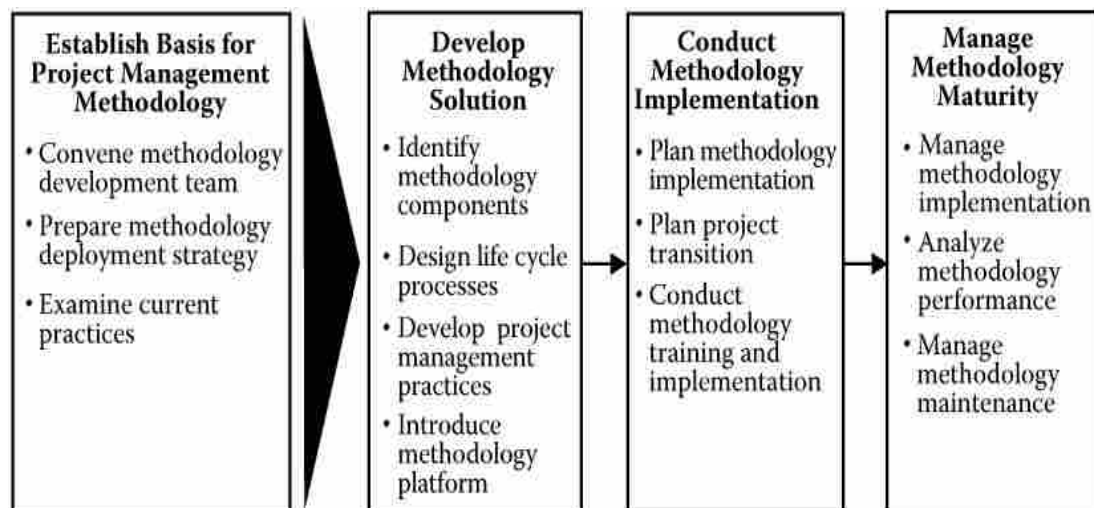 Establish Basis for
Project Management
Methodology
• Convene methodology
development team
• Prepare methodology
deployment strategy
• Examine current
practices
Develop
Methodology
Solution
• Identify
methodology
components
• Design life cycle
processes
• Develop project
management
practices
• Introduce
methodology
platform
Conduct
Methodology
Implementation
• Plan methodology
implementation
• Plan project
transition
• Conduct
methodology
training and
implementation
Manage
Methodology
Maturity
• Manage
methodology
implementation
• Analyze
methodology
performance
• Manage
methodology
maintenance